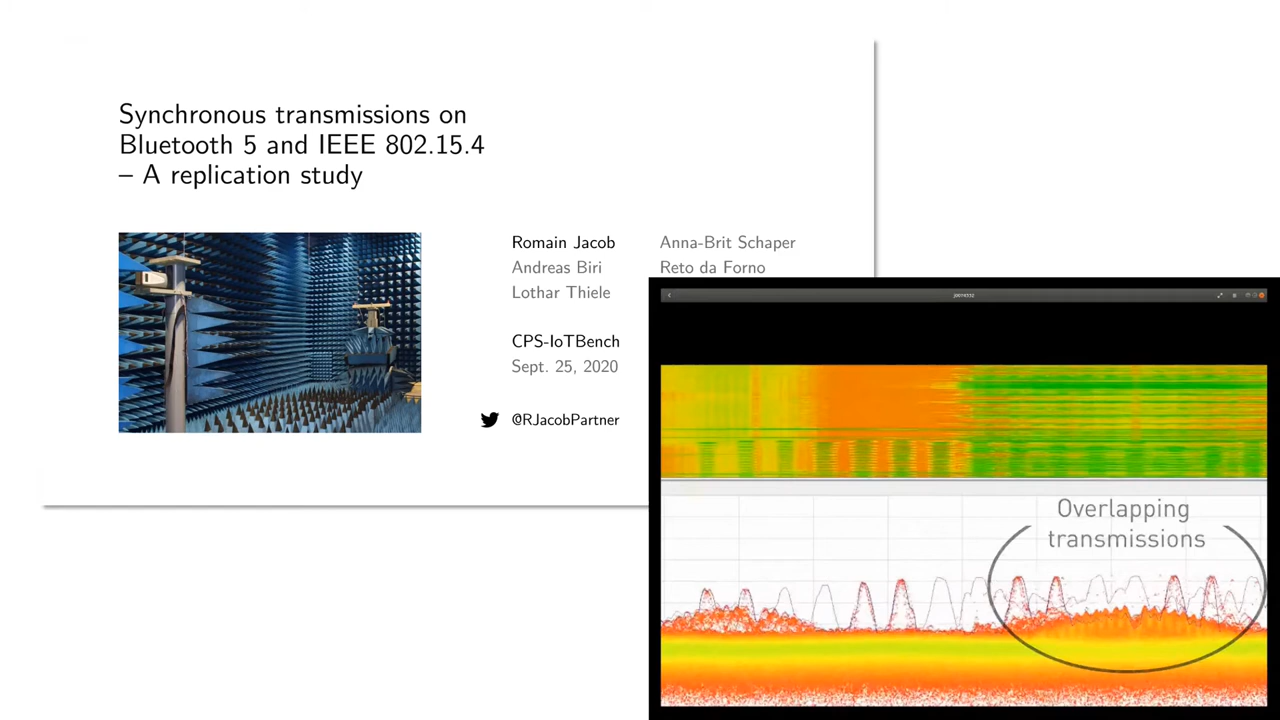 Synchronous transmissions on
Bluetooth 5 and IEEE 802.15.4
– A replication study
Romain Jacob
Anna-Brit Schaper
Andreas Biri
Reto da Forno
Lothar Thiele
CPS-IoTBench
Sept. 25, 2020
@RJacobPartner
Overlapping
transmissions